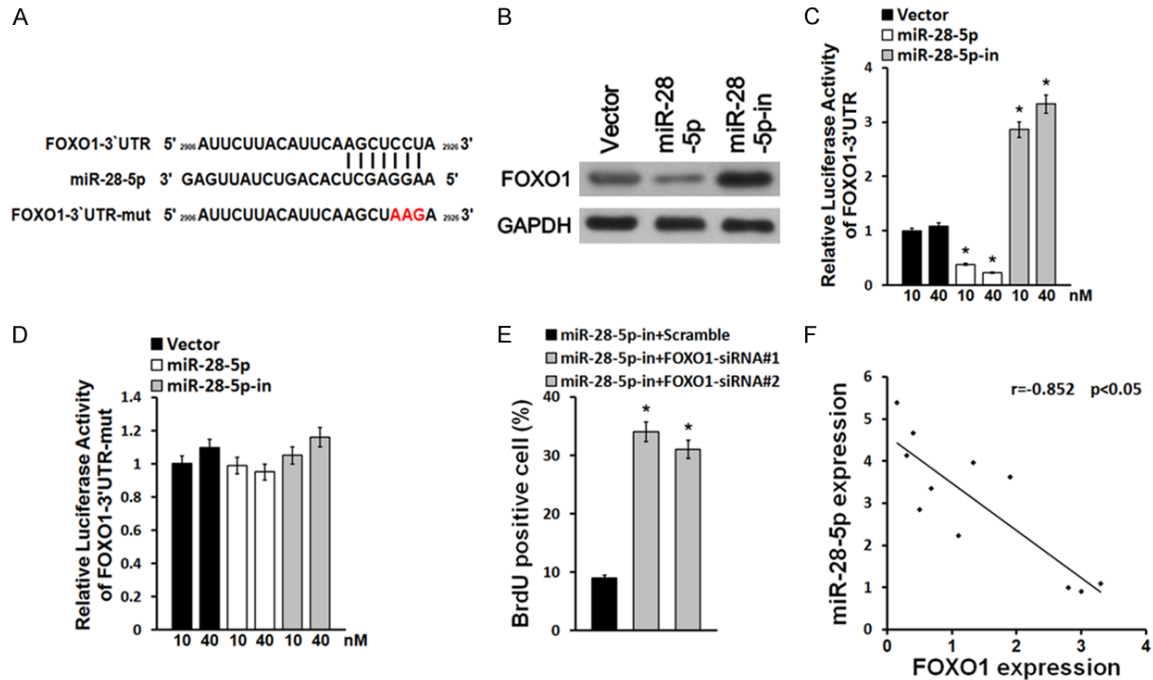 A
FOXO1-3`UTR 5' 2906 AUUCUUACAUUCAAGCUCCUA 2926 3'
miR-28-5p 3' GAGUUAUCUGACACUCGAGGAA 5'
FOXO1-3`UTR-mut 5' 2906 AUUCUUACAUUCAAGCUAAGA 2926 3'
B
Vector
miR-28
-5p
miR-28
-5p-in
FOXO1
GAPDH
C
Vector
miR-28-5p
miR-28-5p-in
Relative Luciferase Activity
of FOXO1-3'UTR
4
3
2
1
0
* * * *
10 40 10 40 10 40 nM
D
Vector
miR-28-5p
miR-28-5p-in
Relative Luciferase Activity
of FOXO1-3'UTR-mut
1.4
1.2
1
0.8
0.6
0.4
0.2
0
10 40 10 40 10 40 nM
E
miR-28-5p-in+Scramble
miR-28-5p-in+FOXO1-siRNA#1
miR-28-5p-in+FOXO1-siRNA#2
BrdU positive cell (%)
40
30
20
10
0
* *
F
r=-0.852 p<0.05
miR-28-5p expression
6
5
4
3
2
1
0
0 1 2 3 4
FOXO1 expression